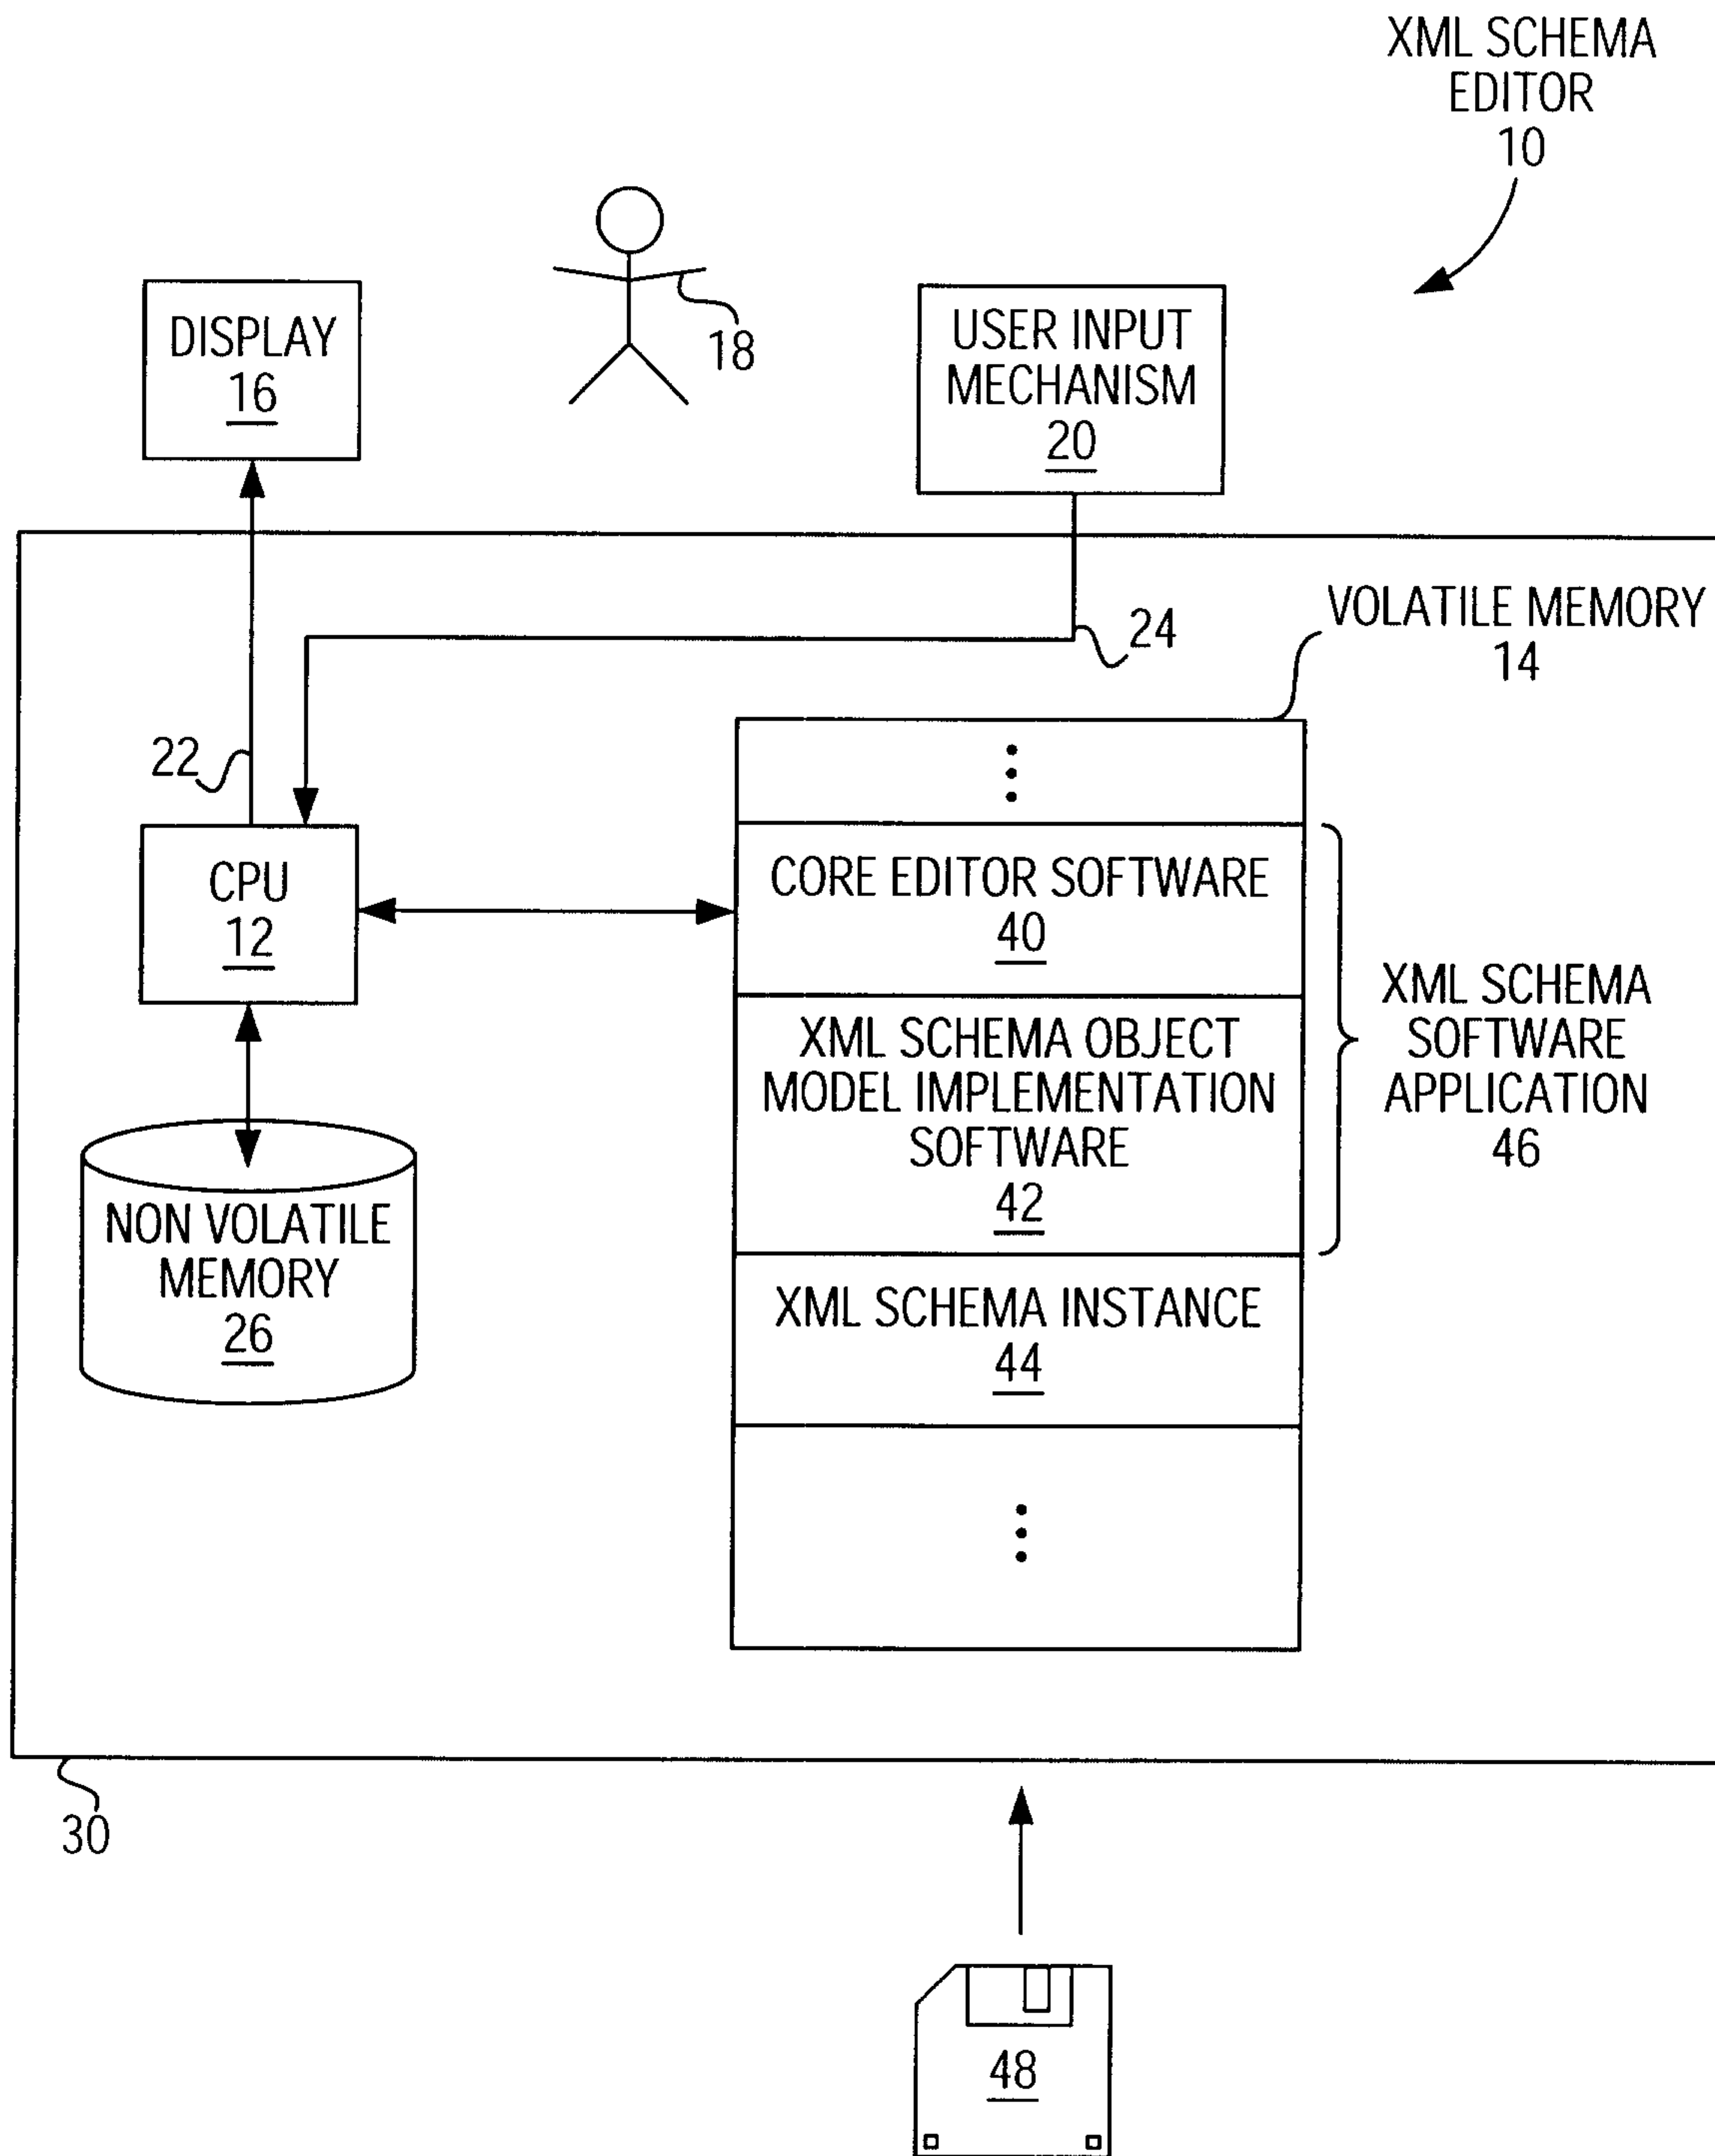 XML SCHEMA
EDITOR
10
DISPLAY
16
18
USER INPUT
MECHANISM
20
VOLATILE MEMORY
14
24
22
CPU
12
CORE EDITOR SOFTWARE
40
XML SCHEMA OBJECT
MODEL IMPLEMENTATION
SOFTWARE
42
XML SCHEMA
SOFTWARE
APPLICATION
46
NON VOLATILE
MEMORY
26
XML SCHEMA INSTANCE
44
30
48